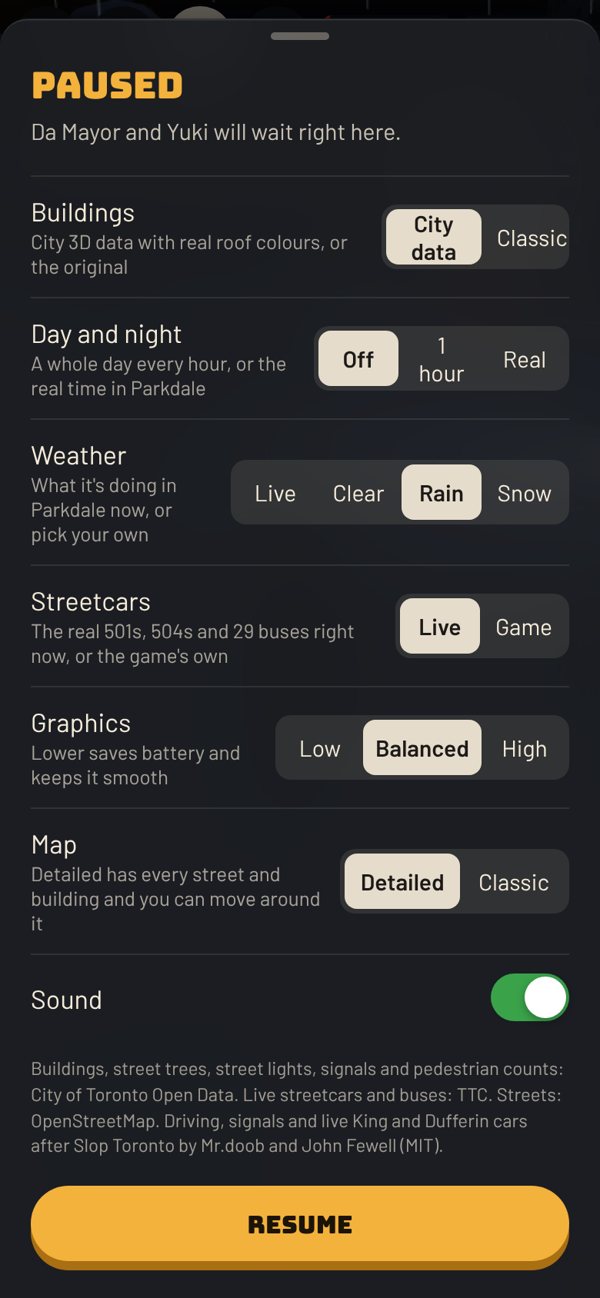 PAUSED
Da Mayor and Yuki will wait right here.
Buildings
City 3D data with real roof colours, or
the original
City
data
Classic
Day and night
A whole day every hour, or the
real time in Parkdale
Off
1
hour
Real
Weather
What it's doing in
Parkdale now, or
pick your own
Live
Clear
Rain
Snow
Streetcars
The real 501s, 504s and 29 buses right
now, or the game's own
Live
Game
Graphics
Lower saves battery and
keeps it smooth
Low
Balanced
High
Map
Detailed has every street and
building and you can move around
it
Detailed
Classic
Sound
Buildings, street trees, street lights, signals and pedestrian counts:
City of Toronto Open Data. Live streetcars and buses: TTC. Streets:
OpenStreetMap. Driving, signals and live King and Dufferin cars
after Slop Toronto by Mr.doob and John Fewell (MIT).
RESUME